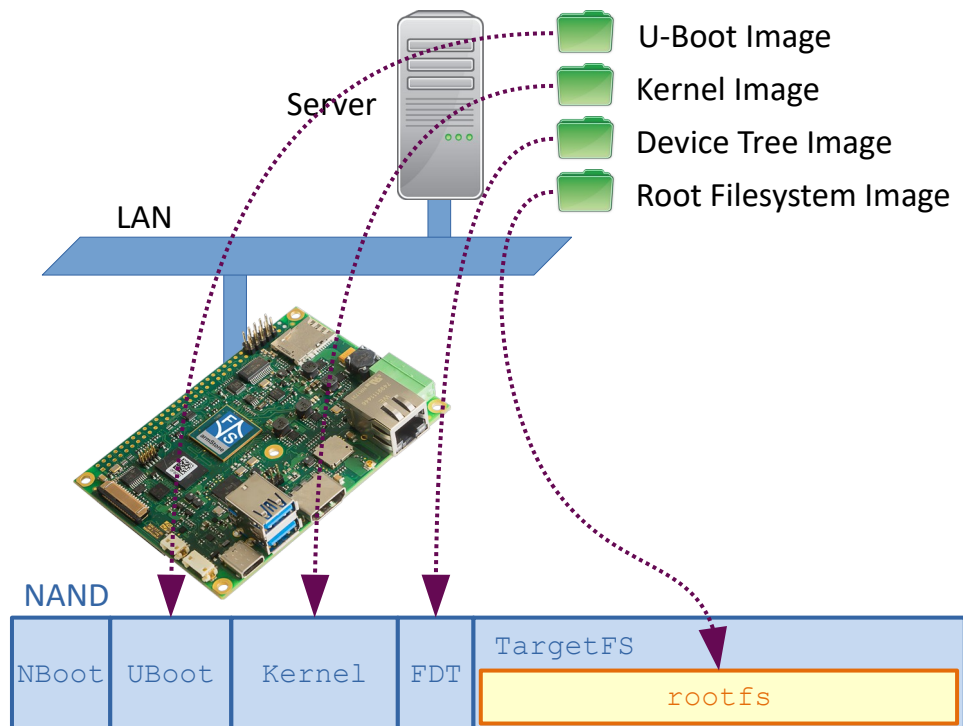 U-Boot Image
Server
Kernel Image
Device Tree Image
Root Filesystem Image
LAN
F/S
armStone
NAND
NBoot
UBoot
Kernel
FDT
TargetFS
rootfs